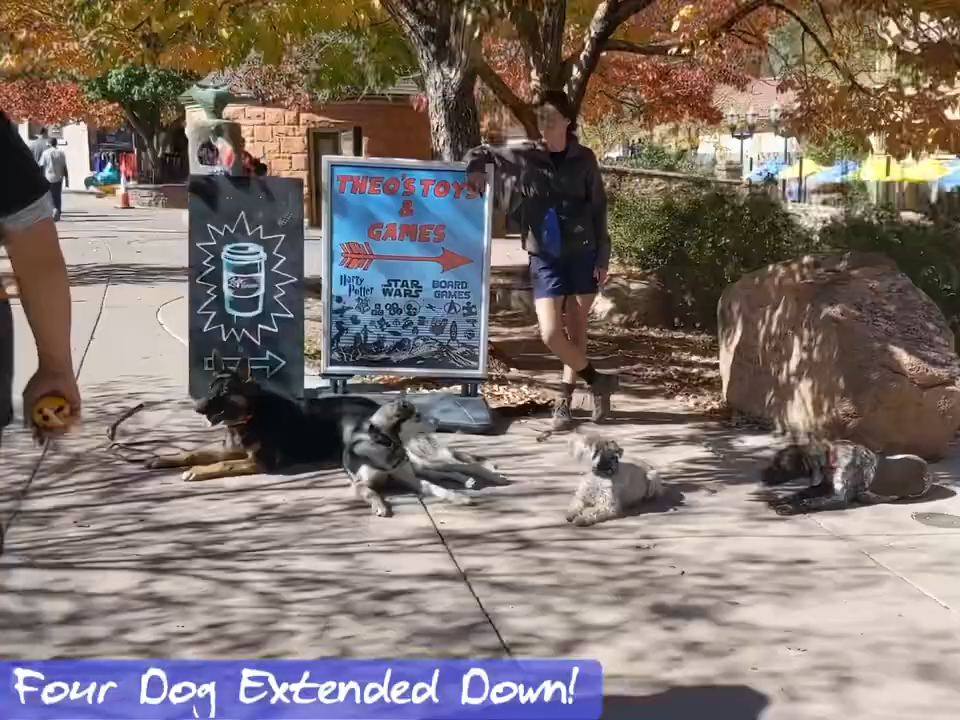 THEO'S TOYS
&
GAMES
Harry Potter
STAR WARS
BOARD GAMES
Four Dog Extended Down!